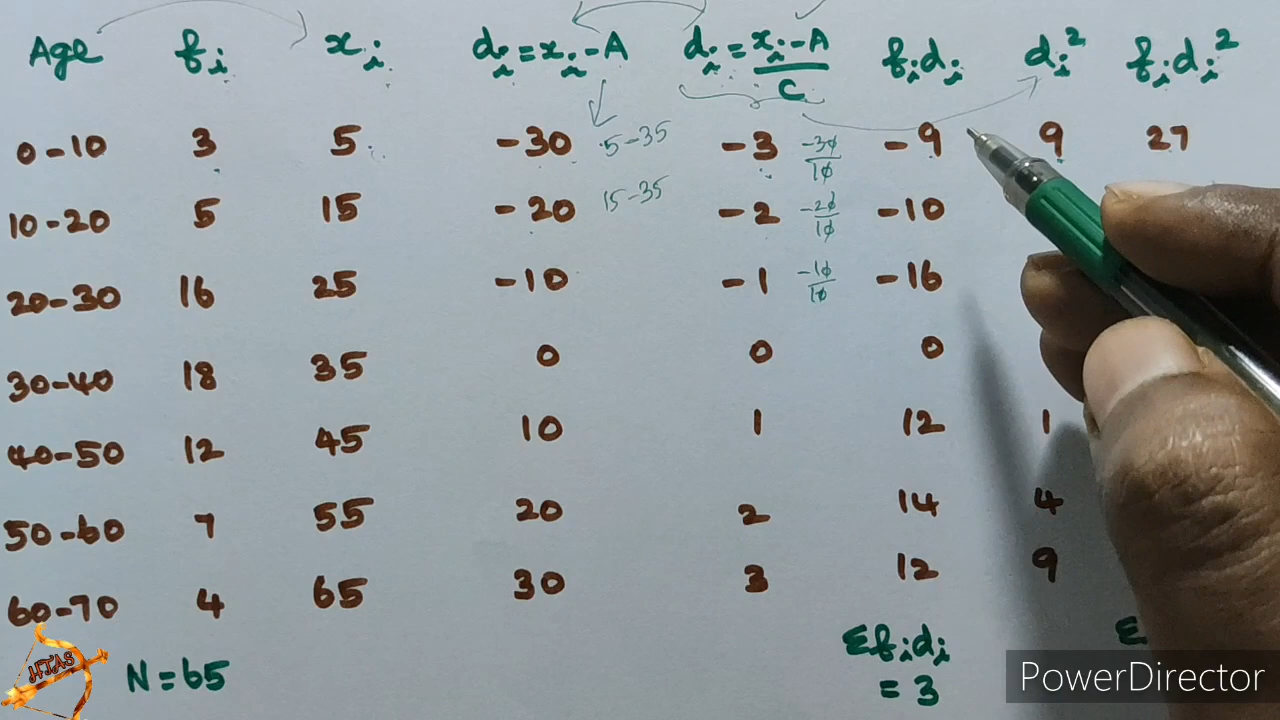 Age fi xi di = xi - A di = xi - A / C fidi di² fidi²
0-10 3 5 -30 5-35 -3 -30/10 -9 9 27
10-20 5 15 -20 15-35 -2 -20/10 -10
20-30 16 25 -10 -1 -10/10 -16
30-40 18 35 0 0 0
40-50 12 45 10 1 12 1
50-60 7 55 20 2 14 4
60-70 4 65 30 3 12 9
HTAS
N = 65
Σfidi
= 3
Σ
PowerDirector